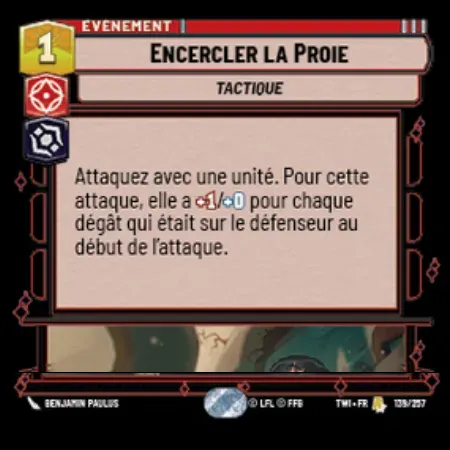 ÉVÉNEMENT
1
ENCERCLER LA PROIE
TACTIQUE
Attaquez avec une unité. Pour cette
attaque, elle a +1/+0 pour chaque
dégât qui était sur le défenseur au
début de l'attaque.
BENJAMIN PAULUS © LFL © FFG TWI • FR 139/257